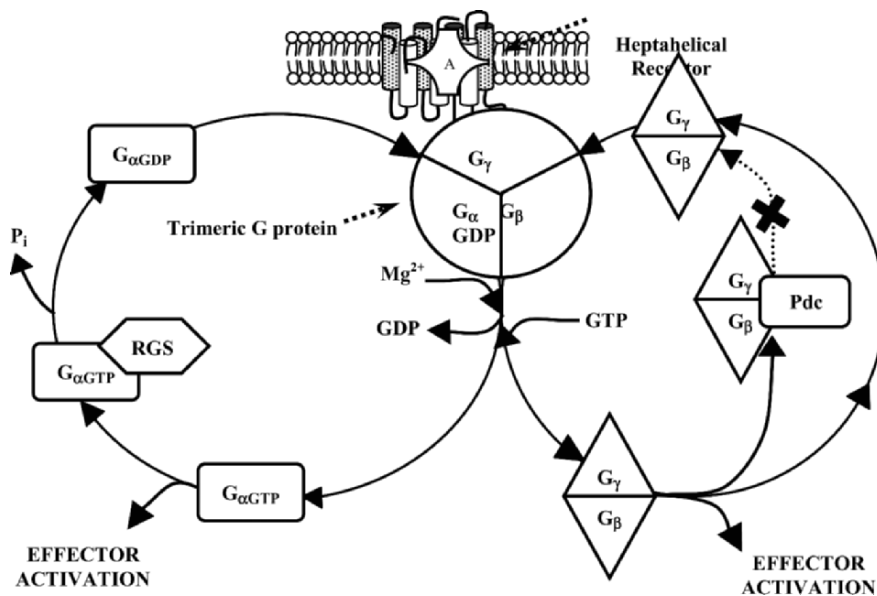 A
Heptahelical
Receptor
Gγ
Gβ
GαGDP
Gγ
Gα
GDP
Gβ
Trimeric G protein
Pi
Mg2+
GDP
GTP
Gγ
Gβ
Pdc
RGS
GαGTP
GαGTP
Gγ
Gβ
EFFECTOR
ACTIVATION
EFFECTOR
ACTIVATION